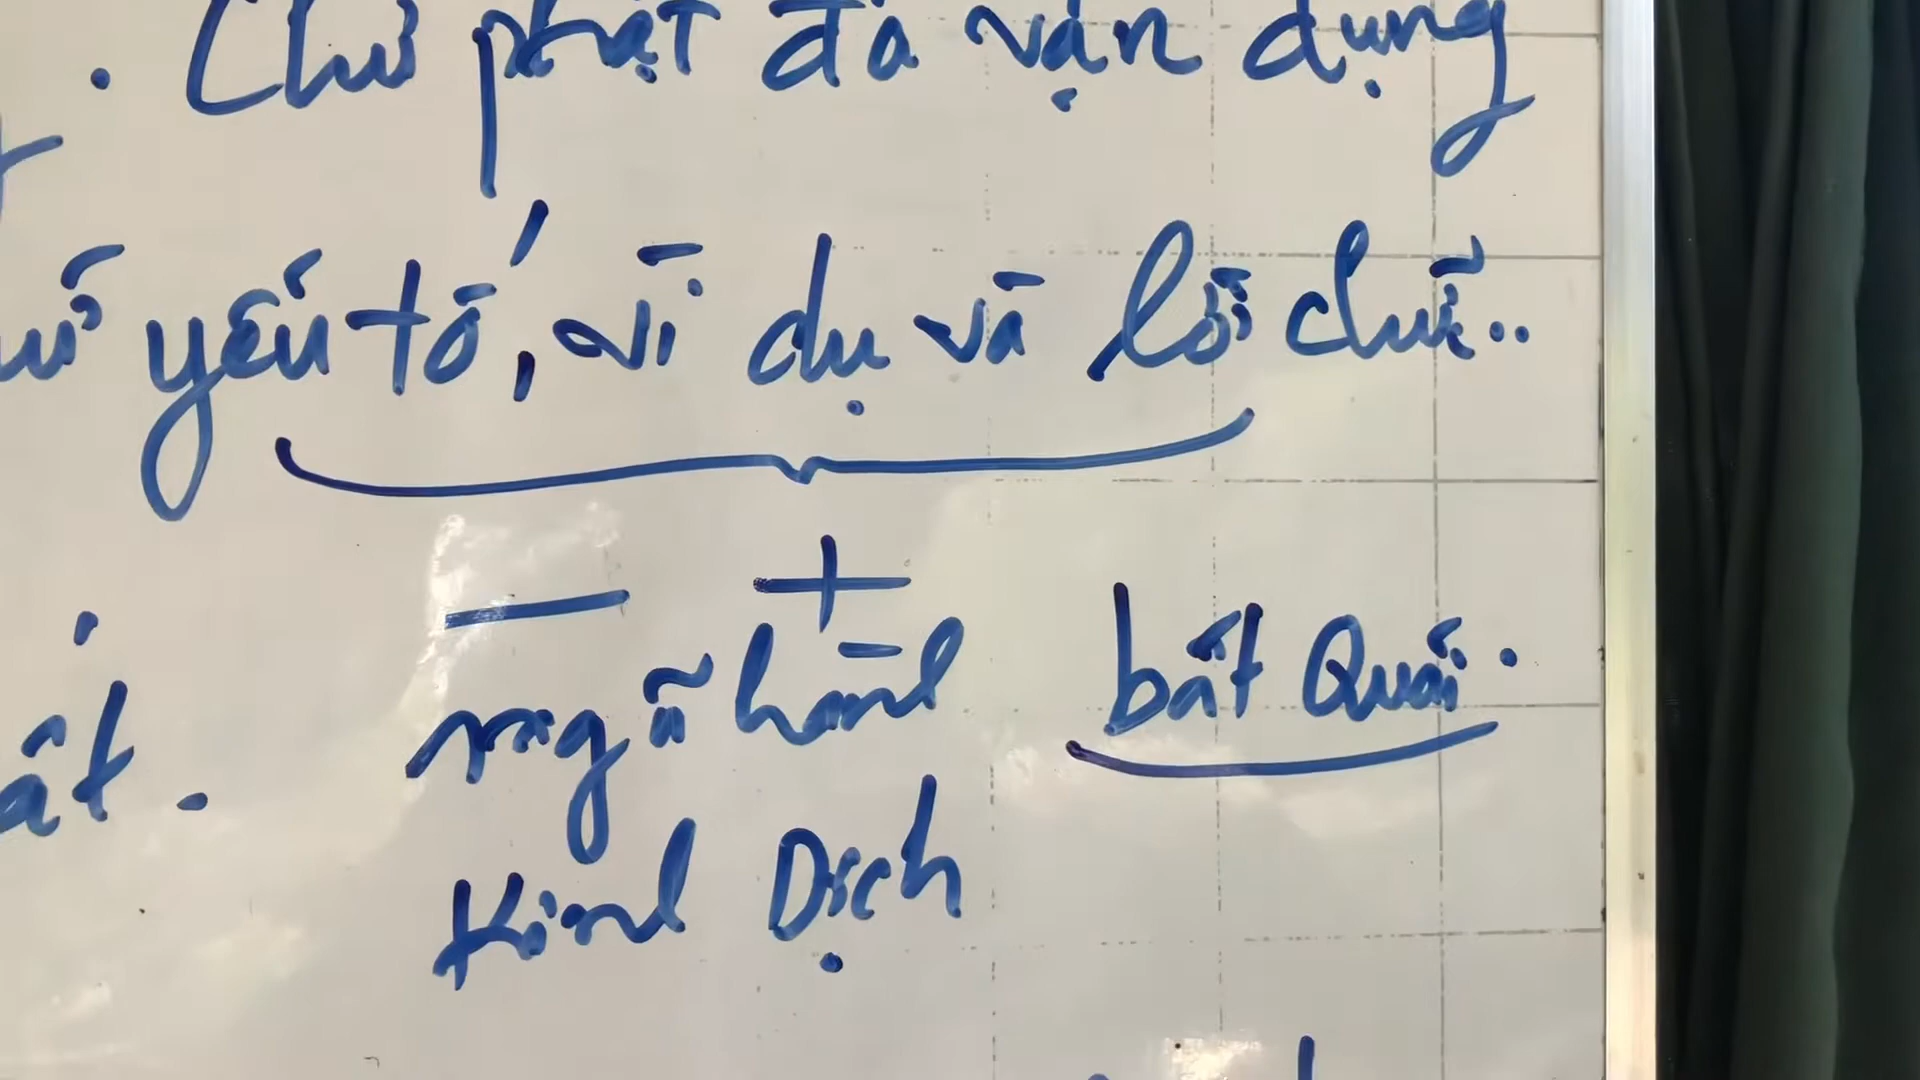 . Chư phật đã vận dụng
yếu tố, ví dụ và lời chữ..
− +
ngũ hành bát Quái.
Kinh Dịch